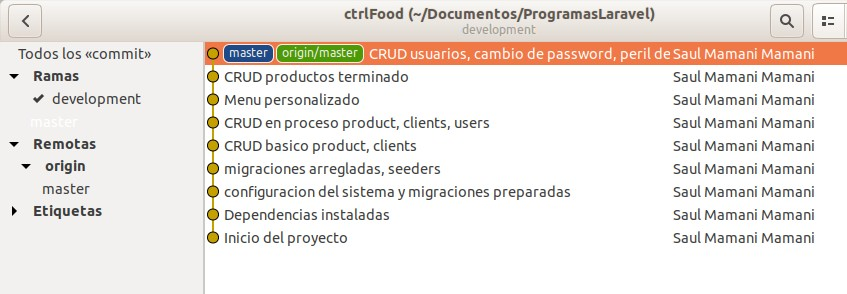 ctrlFood (~/Documentos/ProgramasLaravel)
development
Todos los «commit»
Ramas
development
master
Remotas
origin
master
Etiquetas
master origin/master CRUD usuarios, cambio de password, peril de Saul Mamani Mamani
CRUD productos terminado Saul Mamani Mamani
Menu personalizado Saul Mamani Mamani
CRUD en proceso product, clients, users Saul Mamani Mamani
CRUD basico product, clients Saul Mamani Mamani
migraciones arregladas, seeders Saul Mamani Mamani
configuracion del sistema y migraciones preparadas Saul Mamani Mamani
Dependencias instaladas Saul Mamani Mamani
Inicio del proyecto Saul Mamani Mamani